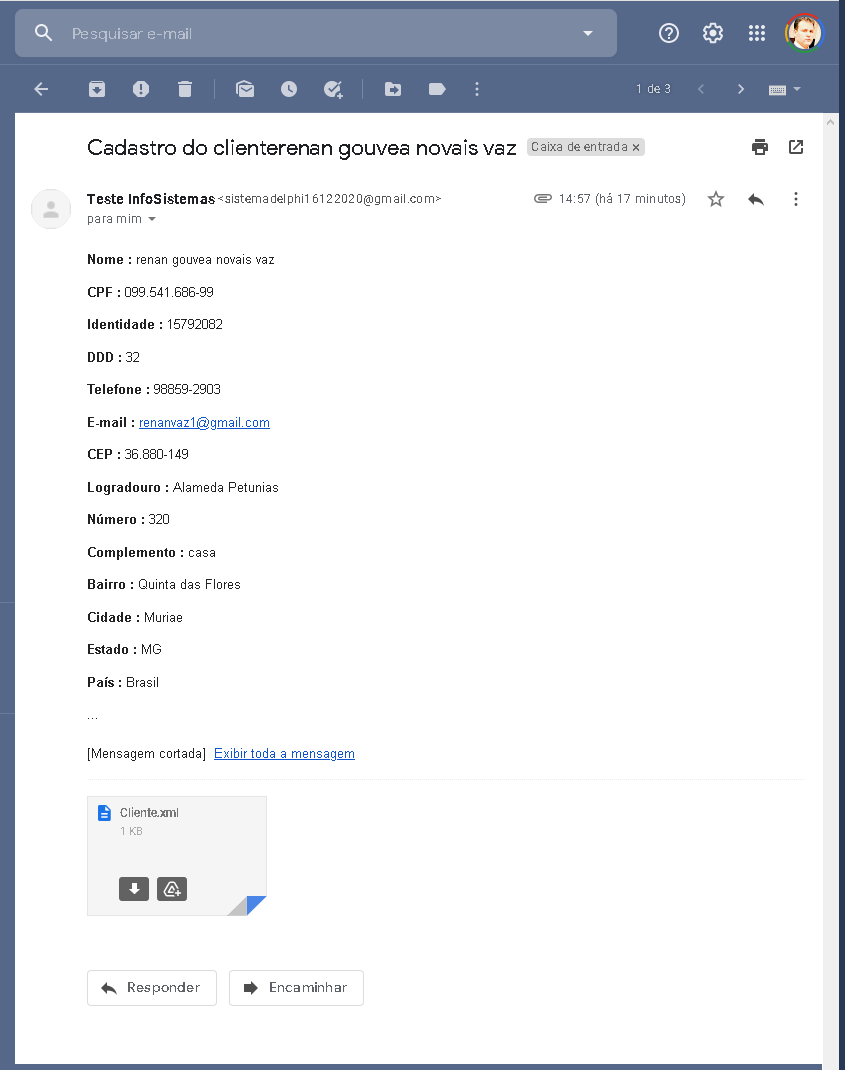 Pesquisar e-mail
1 de 3
Cadastro do clienterenan gouvea novais vaz Caixa de entrada ×
Teste InfoSistemas <sistemadelphi16122020@gmail.com> 14:57 (há 17 minutos)
para mim
Nome : renan gouvea novais vaz
CPF : 099.541.686-99
Identidade : 15792082
DDD : 32
Telefone : 98859-2903
E-mail : renanvaz1@gmail.com
CEP : 36.880-149
Logradouro : Alameda Petunias
Número : 320
Complemento : casa
Bairro : Quinta das Flores
Cidade : Muriae
Estado : MG
País : Brasil
...
[Mensagem cortada] Exibir toda a mensagem
Cliente.xml
1 KB
Responder Encaminhar